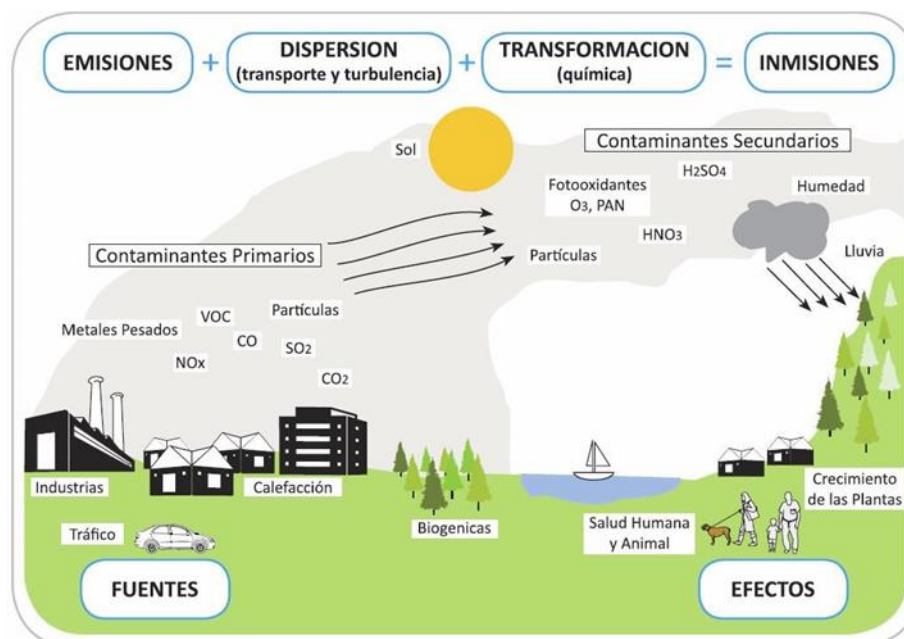 EMISIONES + DISPERSION + TRANSFORMACION = INMISIONES
(transporte y turbulencia) (química)
Contaminantes Secundarios
Sol
H2SO4
Fotooxidantes
O3, PAN
Humedad
HNO3
Contaminantes Primarios
Partículas
Lluvia
Metales Pesados
VOC
Partículas
NOx
CO
SO2
CO2
Industrias
Calefacción
Biogenicas
Salud Humana
y Animal
Crecimiento
de las Plantas
Tráfico
FUENTES
EFECTOS